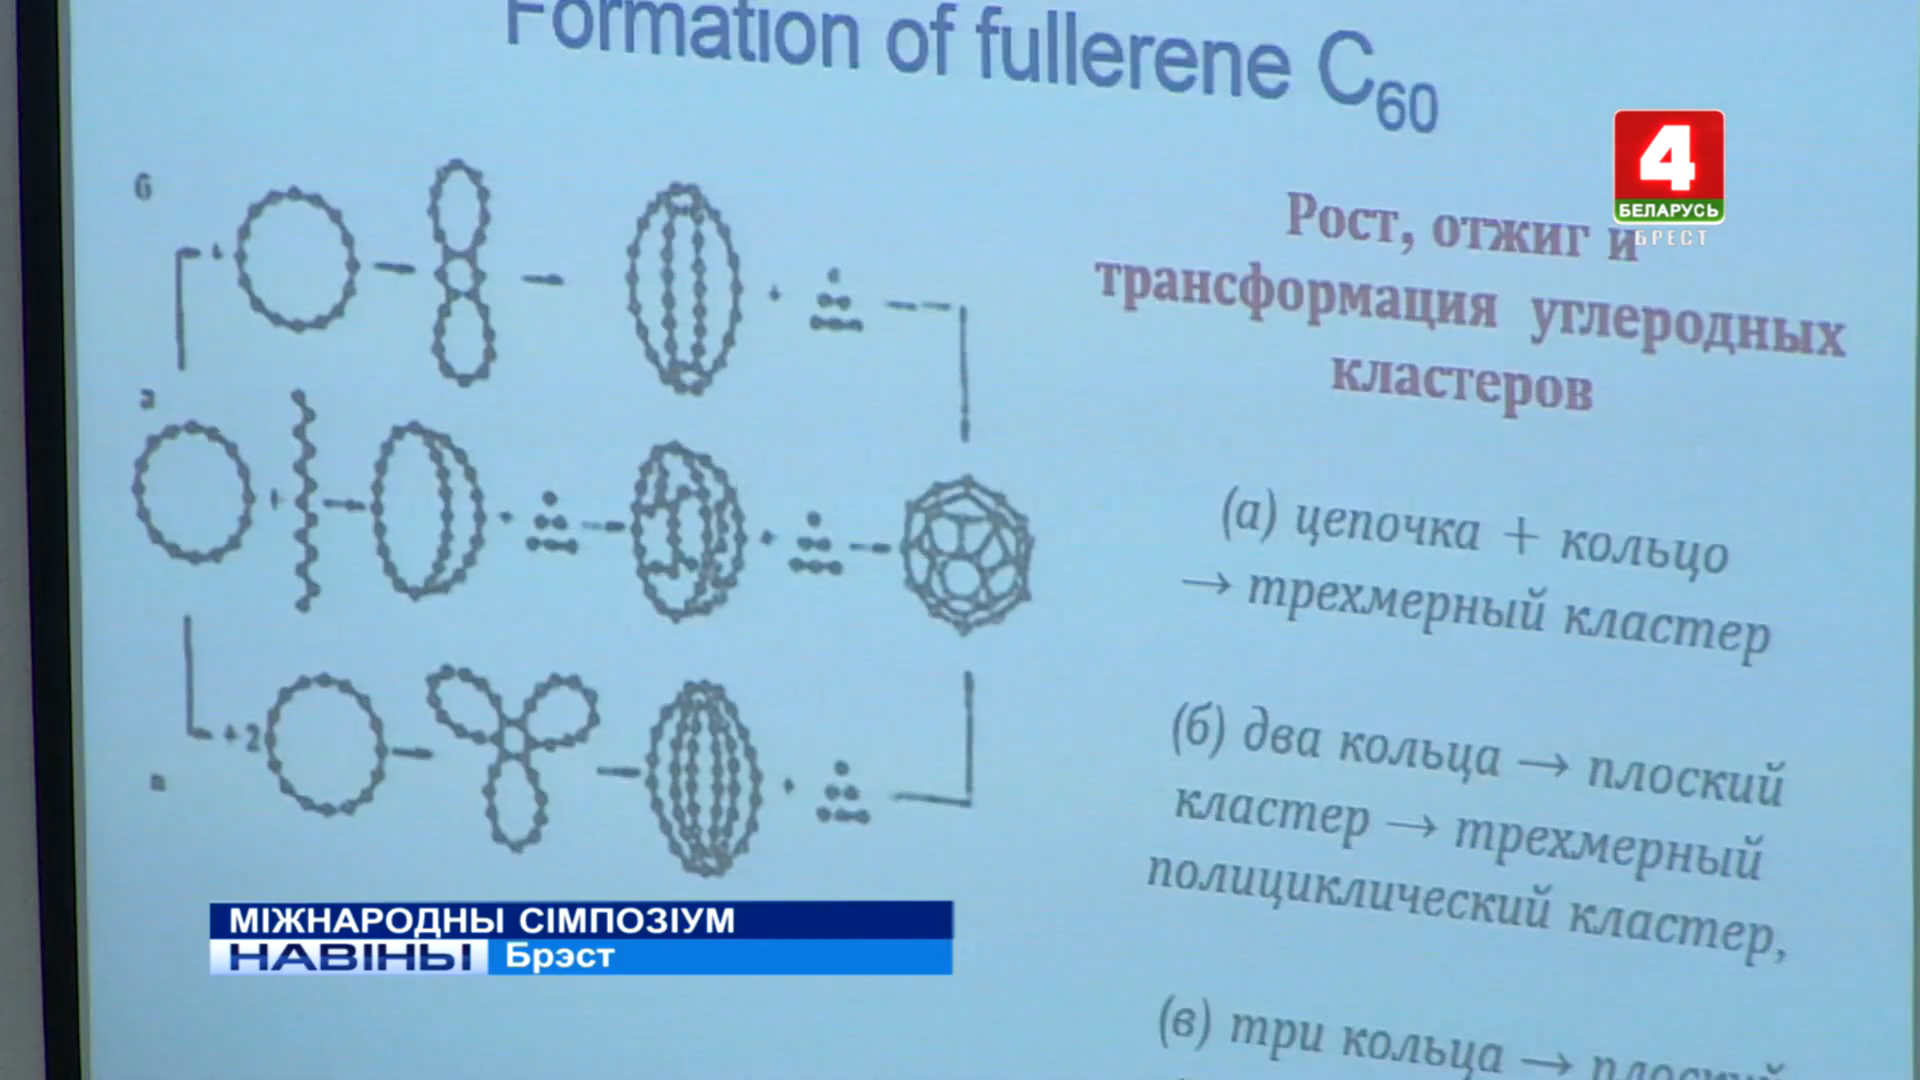 Formation of fullerene C60
4
БЕЛАРУСЬ
БРЕСТ
Рост, отжиг и
трансформация углеродных
кластеров
б
+
+
а
+
+
+
(а) цепочка + кольцо
→ трехмерный кластер
+ 2
+
в
(б) два кольца → плоский
кластер → трехмерный
полициклический кластер,
(в) три кольца → плоский
МІЖНАРОДНЫ СІМПОЗІУМ
НАВІНЫ Брэст